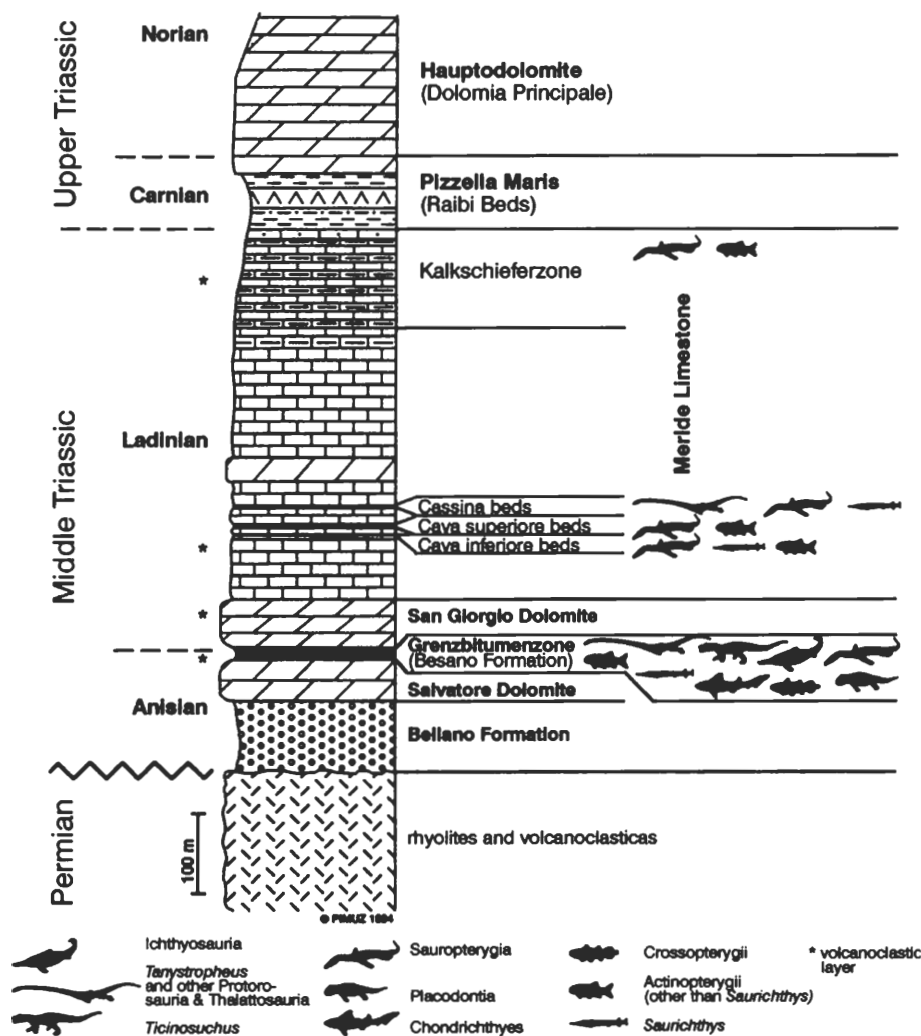 Norian
Upper Triassic
Hauptdolomite
(Dolomia Principale)
Carnian
Pizzella Maris
(Raibl Beds)
*
Kalkschieferzone
Meride Limestone
Middle Triassic
Ladinian
Cassina beds
Cava superiore beds
Cava inferiore beds
*
*
San Giorgio Dolomite
*
Grenzbitumenzone
(Besano Formation)
Salvatore Dolomite
Anisian
Bellano Formation
Permian
100 m
rhyolites and volcanoclasticas
© PIMUZ 1994
Ichthyosauria
Tanystropheus
and other Protoro-
sauria & Thalattosauria
Ticinosuchus
Sauropterygia
Placodontia
Chondrichthyes
Crossopterygii
Actinopterygii
(other than Saurichthys)
Saurichthys
* volcanoclastic
layer